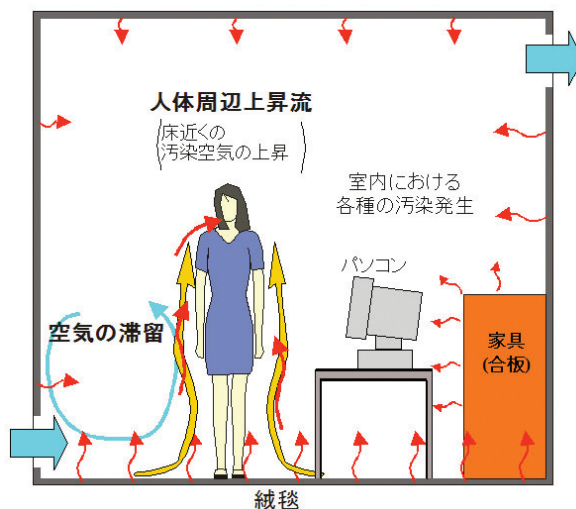 人体周辺上昇流
床近くの
汚染空気の上昇
室内における
各種の汚染発生
パソコン
空気の滞留
家具
(合板)
絨毯